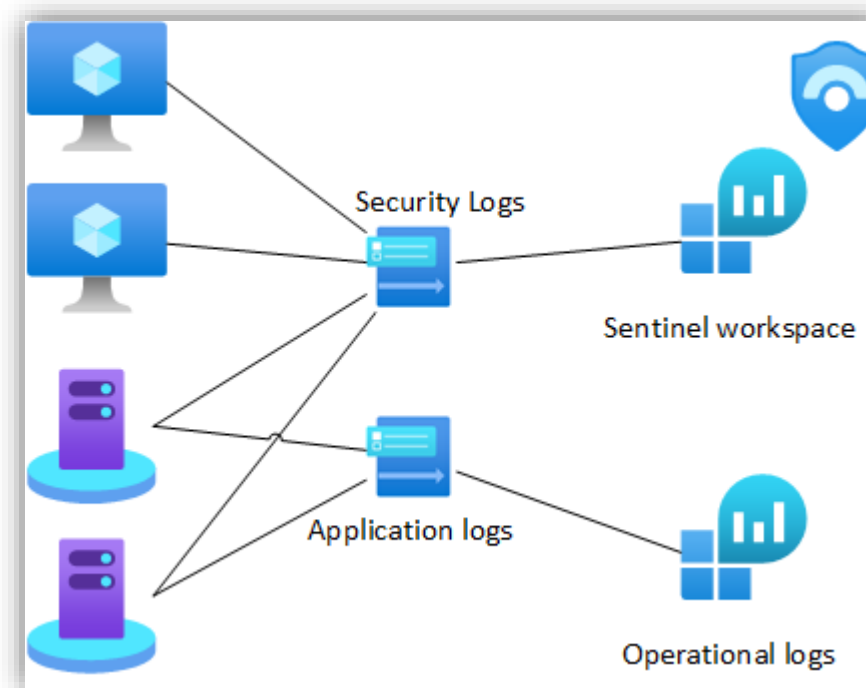 Security Logs
Sentinel workspace
Application logs
Operational logs